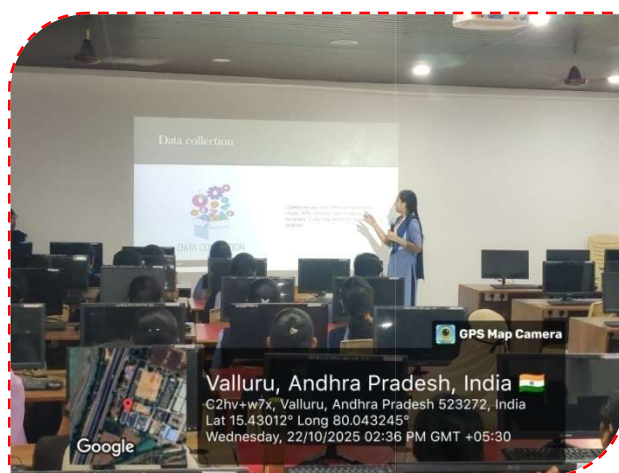 Data collection
DATA COLLECTION
GPS Map Camera
Valluru, Andhra Pradesh, India
C2hv+w7x, Valluru, Andhra Pradesh 523272, India
Lat 15.43012° Long 80.043245°
Wednesday, 22/10/2025 02:36 PM GMT +05:30
Google